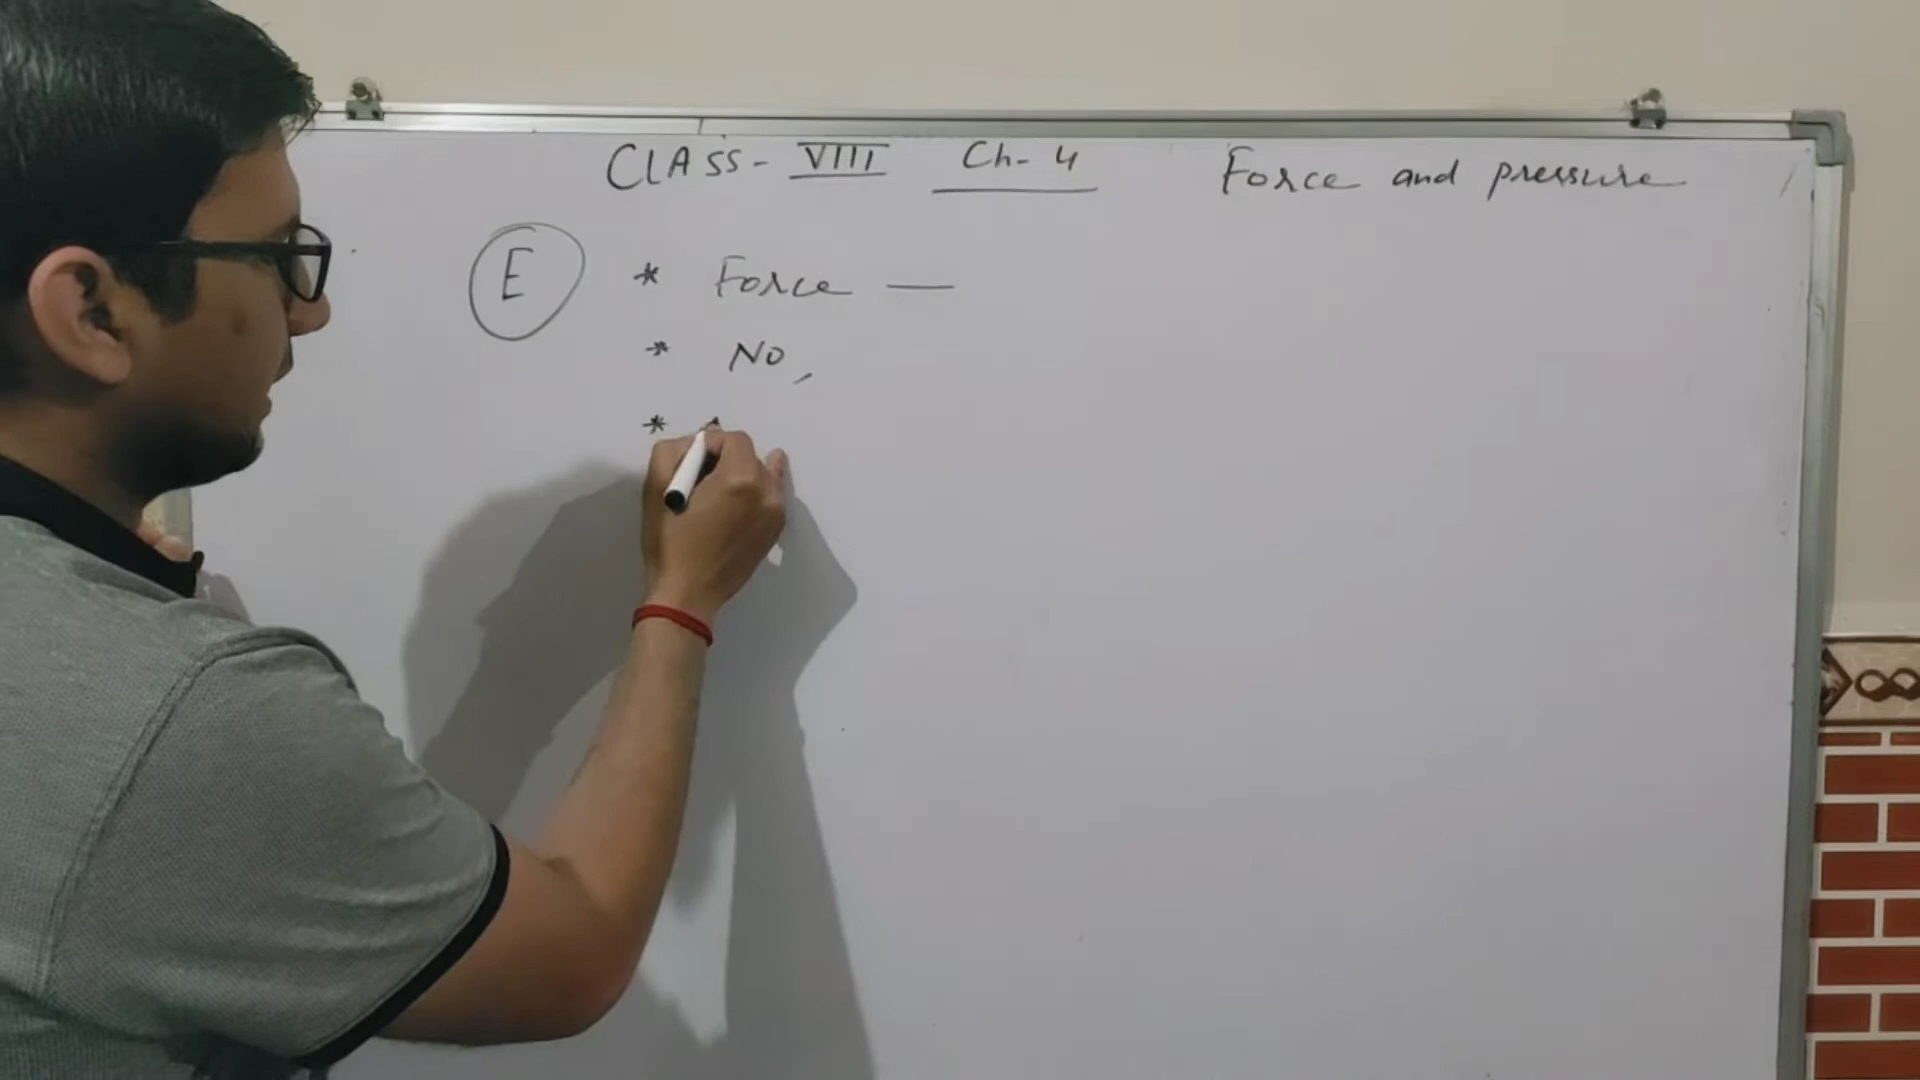 CLASS- VIII Ch- 4 Force and pressure
E * Force —
* No,
*